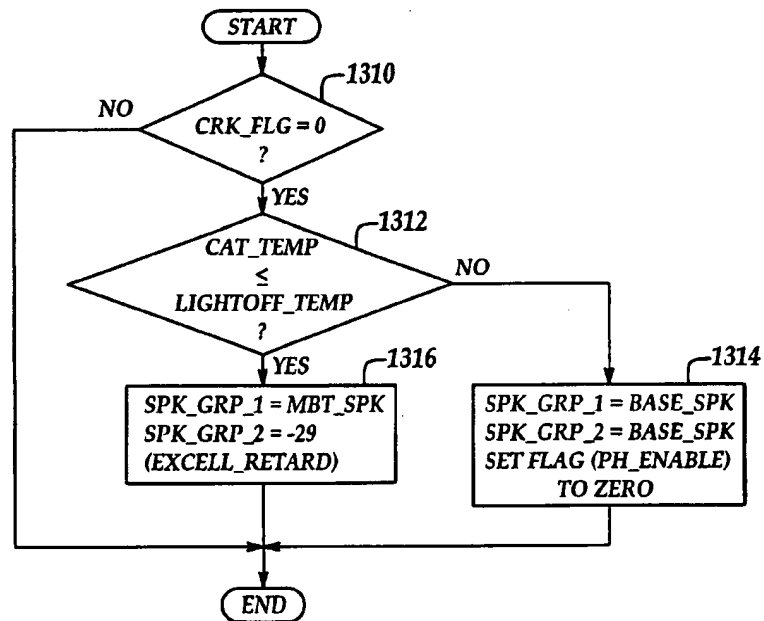 START
1310
NO
CRK_FLG = 0
?
YES
1312
CAT_TEMP
≤
LIGHTOFF_TEMP
?
NO
YES
1316
SPK_GRP_1 = MBT_SPK
SPK_GRP_2 = -29
(EXCELL_RETARD)
1314
SPK_GRP_1 = BASE_SPK
SPK_GRP_2 = BASE_SPK
SET FLAG (PH_ENABLE)
TO ZERO
END